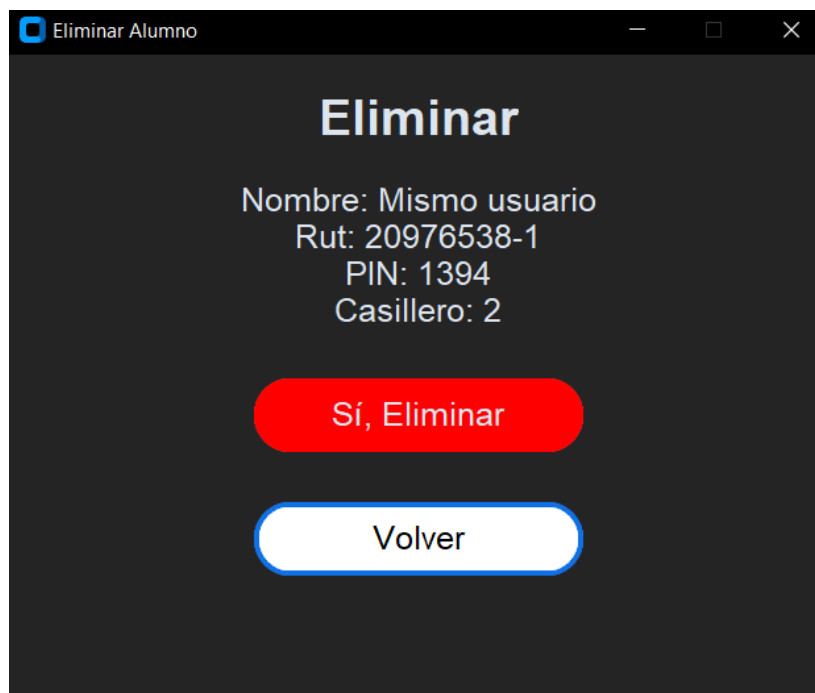 Eliminar Alumno
Eliminar
Nombre: Mismo usuario
Rut: 20976538-1
PIN: 1394
Casillero: 2
Sí, Eliminar
Volver